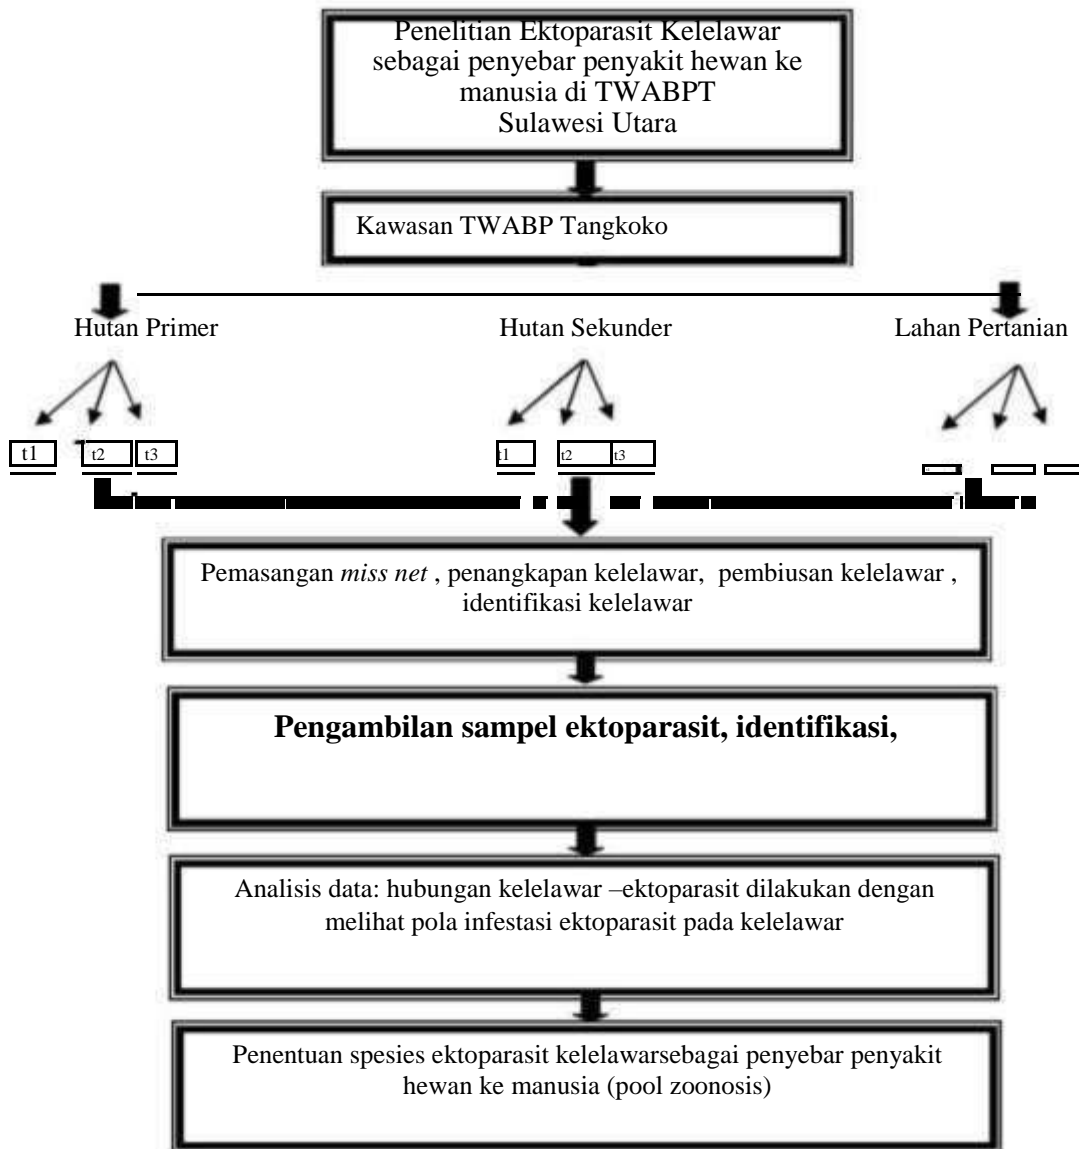 Penelitian Ektoparasit Kelelawar
sebagai penyebar penyakit hewan ke
manusia di TWABPT
Sulawesi Utara
Kawasan TWABP Tangkoko
Hutan Primer Hutan Sekunder Lahan Pertanian
t1 t2 t3 t1 t2 t3
Pemasangan miss net , penangkapan kelelawar, pembiusan kelelawar ,
identifikasi kelelawar
Pengambilan sampel ektoparasit, identifikasi,
Analisis data: hubungan kelelawar –ektoparasit dilakukan dengan
melihat pola infestasi ektoparasit pada kelelawar
Penentuan spesies ektoparasit kelelawarsebagai penyebar penyakit
hewan ke manusia (pool zoonosis)